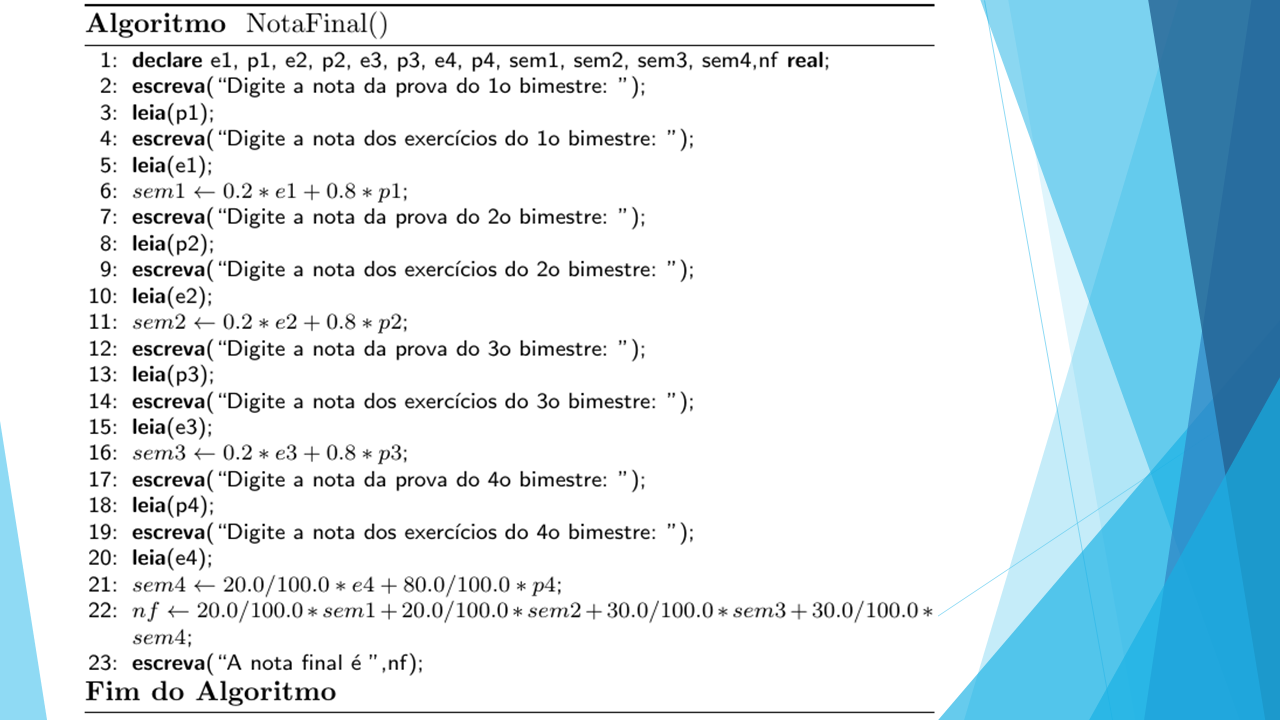 Algoritmo NotaFinal()
1: declare e1, p1, e2, p2, e3, p3, e4, p4, sem1, sem2, sem3, sem4,nf real;
2: escreva(“Digite a nota da prova do 1o bimestre: ”);
3: leia(p1);
4: escreva(“Digite a nota dos exercícios do 1o bimestre: ”);
5: leia(e1);
6: sem1 ← 0.2 ∗ e1 + 0.8 ∗ p1;
7: escreva(“Digite a nota da prova do 2o bimestre: ”);
8: leia(p2);
9: escreva(“Digite a nota dos exercícios do 2o bimestre: ”);
10: leia(e2);
11: sem2 ← 0.2 ∗ e2 + 0.8 ∗ p2;
12: escreva(“Digite a nota da prova do 3o bimestre: ”);
13: leia(p3);
14: escreva(“Digite a nota dos exercícios do 3o bimestre: ”);
15: leia(e3);
16: sem3 ← 0.2 ∗ e3 + 0.8 ∗ p3;
17: escreva(“Digite a nota da prova do 4o bimestre: ”);
18: leia(p4);
19: escreva(“Digite a nota dos exercícios do 4o bimestre: ”);
20: leia(e4);
21: sem4 ← 20.0/100.0 ∗ e4 + 80.0/100.0 ∗ p4;
22: nf ← 20.0/100.0 ∗ sem1 + 20.0/100.0 ∗ sem2 + 30.0/100.0 ∗ sem3 + 30.0/100.0 ∗
sem4;
23: escreva(“A nota final é ”,nf);
Fim do Algoritmo